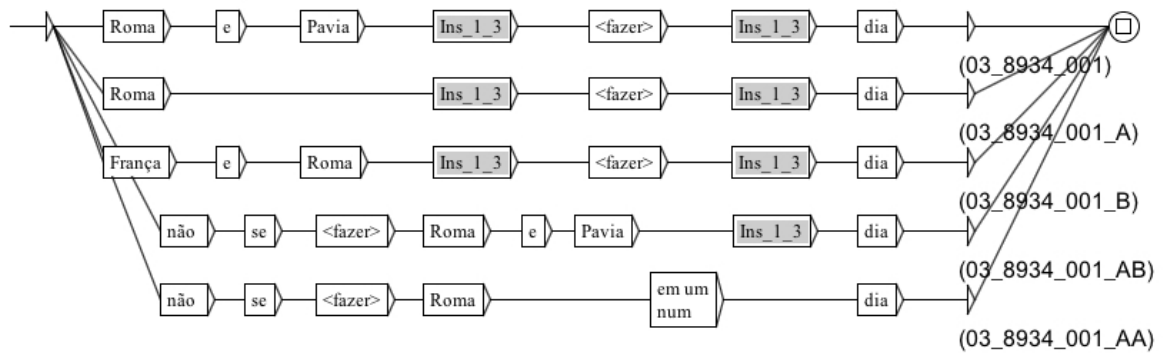 Roma e Pavia Ins_1_3 <fazer> Ins_1_3 dia
(03_8934_001)
Roma Ins_1_3 <fazer> Ins_1_3 dia
(03_8934_001_A)
França e Roma Ins_1_3 <fazer> Ins_1_3 dia
(03_8934_001_B)
não se <fazer> Roma e Pavia Ins_1_3 dia
(03_8934_001_AB)
não se <fazer> Roma em um dia
num
(03_8934_001_AA)